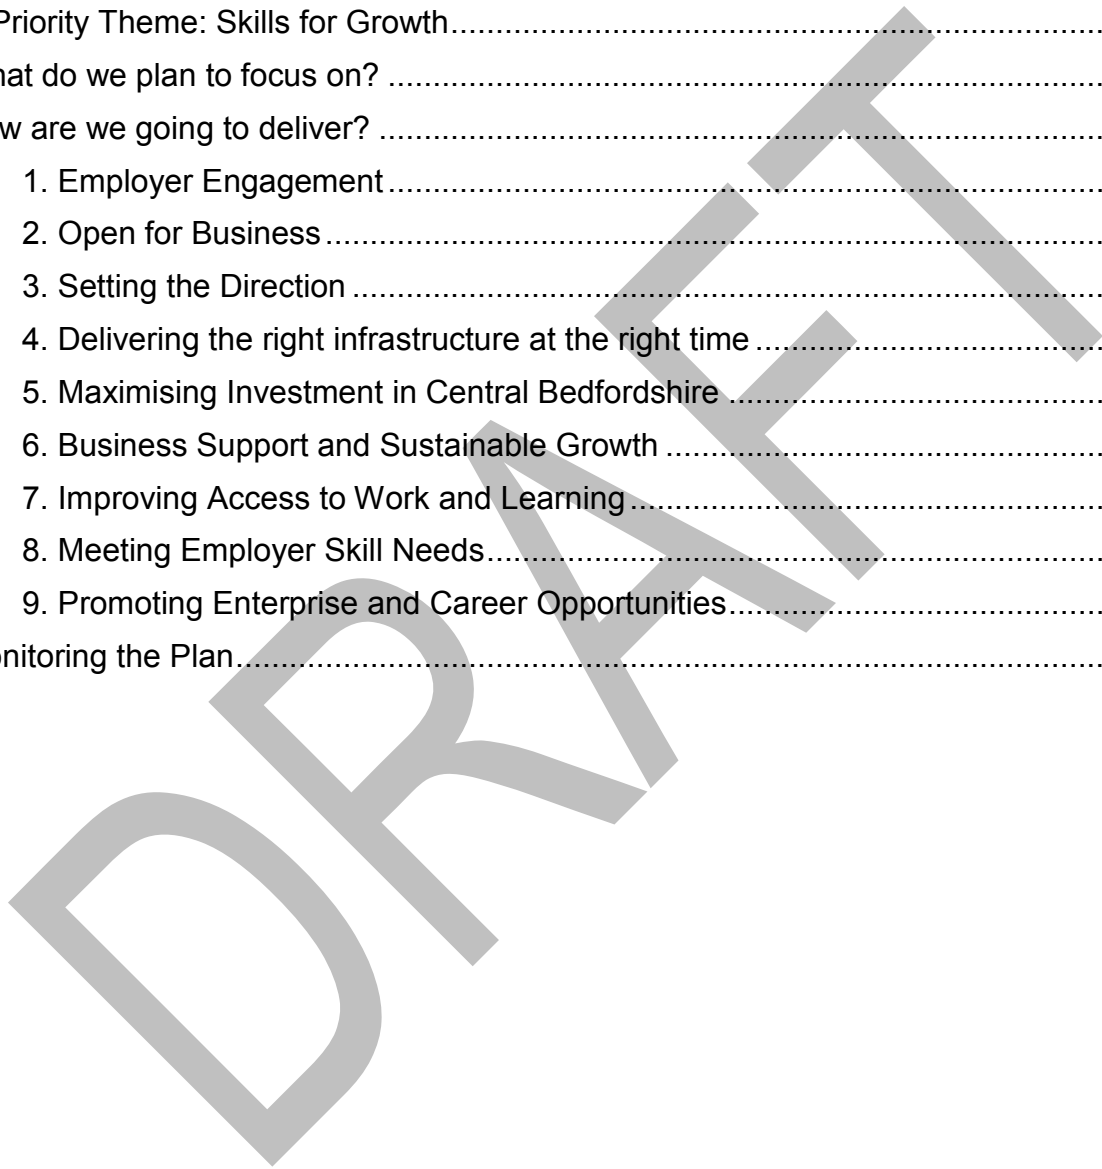 Priority Theme: Skills for Growth....................................................................................
hat do we plan to focus on? ............................................................................................
w are we going to deliver? .............................................................................................
1. Employer Engagement................................................................................................
2. Open for Business.......................................................................................................
3. Setting the Direction ....................................................................................................
4. Delivering the right infrastructure at the right time .......................................
5. Maximising Investment in Central Bedfordshire ..........................................
6. Business Support and Sustainable Growth .................................................
7. Improving Access to Work and Learning.....................................................
8. Meeting Employer Skill Needs.....................................................................
9. Promoting Enterprise and Career Opportunities..........................................
nitoring the Plan.................................................................................................
DRAFT